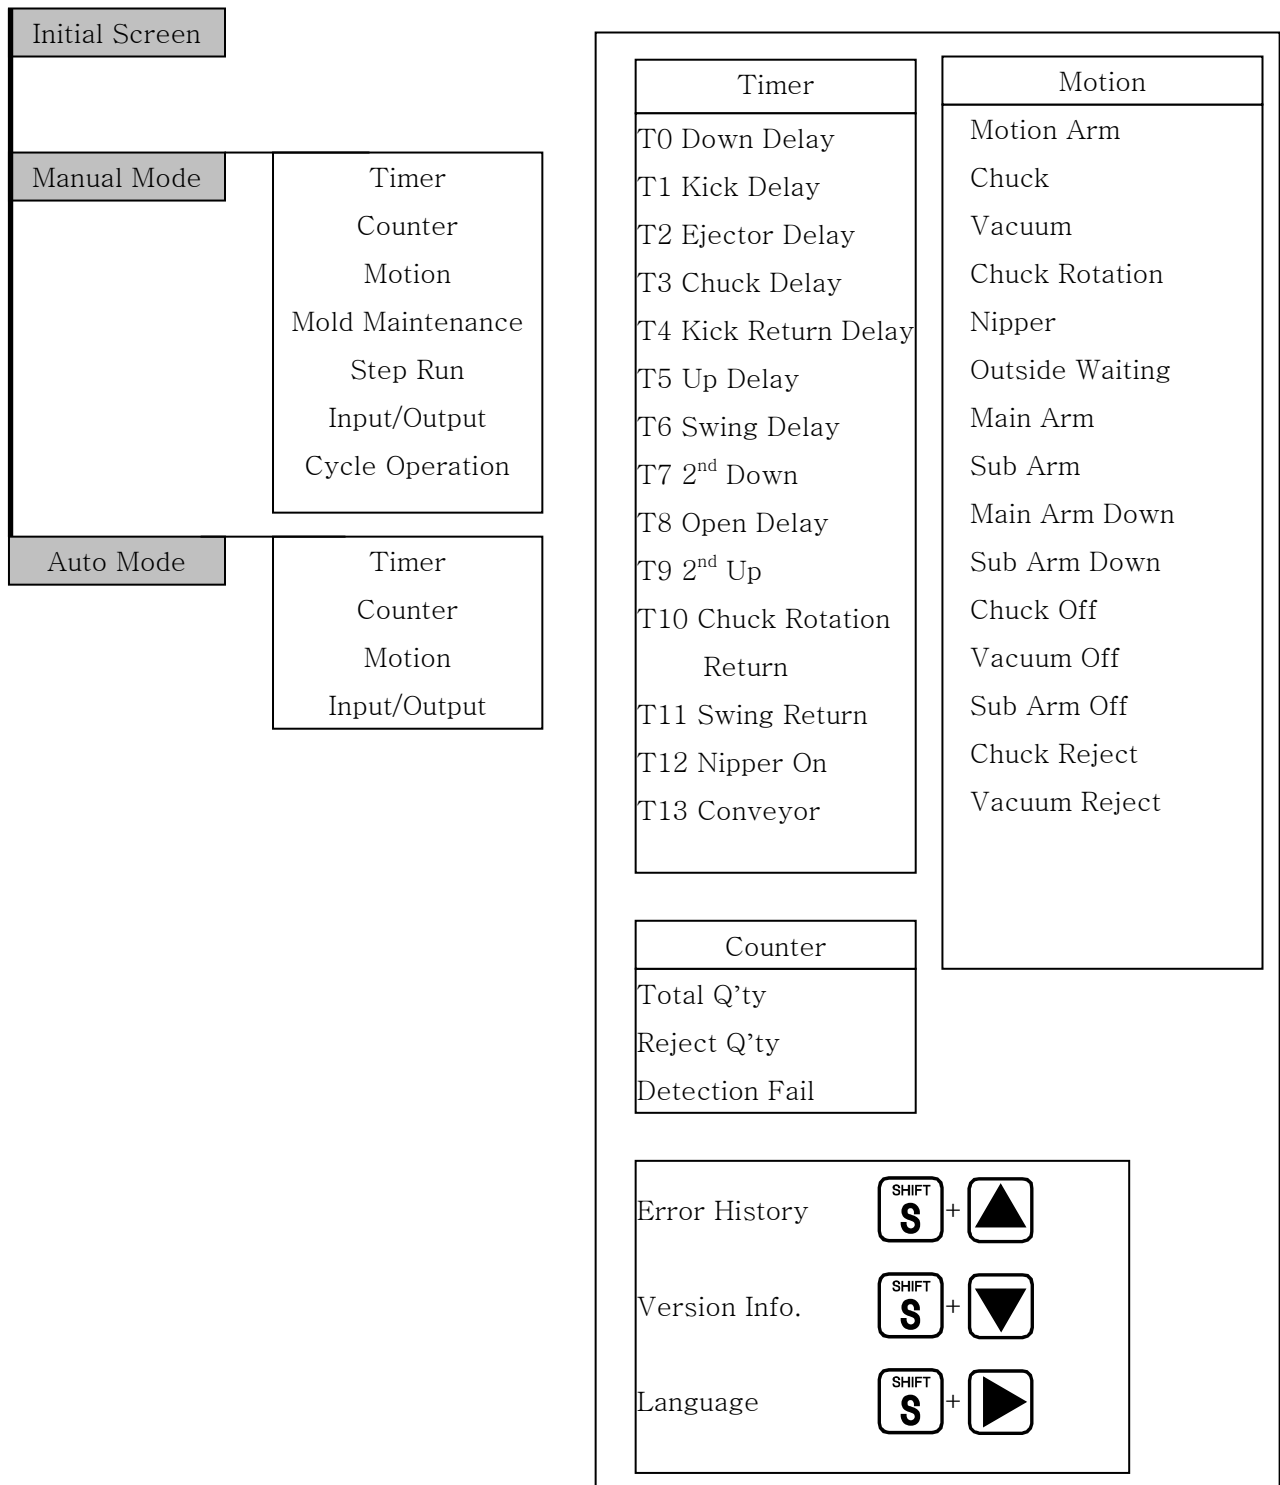 Initial Screen
Manual Mode
Timer
Counter
Motion
Mold Maintenance
Step Run
Input/Output
Cycle Operation
Auto Mode
Timer
Counter
Motion
Input/Output
Timer
T0 Down Delay
T1 Kick Delay
T2 Ejector Delay
T3 Chuck Delay
T4 Kick Return Delay
T5 Up Delay
T6 Swing Delay
T7 2nd Down
T8 Open Delay
T9 2nd Up
T10 Chuck Rotation
Return
T11 Swing Return
T12 Nipper On
T13 Conveyor
Motion
Motion Arm
Chuck
Vacuum
Chuck Rotation
Nipper
Outside Waiting
Main Arm
Sub Arm
Main Arm Down
Sub Arm Down
Chuck Off
Vacuum Off
Sub Arm Off
Chuck Reject
Vacuum Reject
Counter
Total Q’ty
Reject Q’ty
Detection Fail
Error History SHIFT S + ▲
Version Info. SHIFT S + ▼
Language SHIFT S + ▶